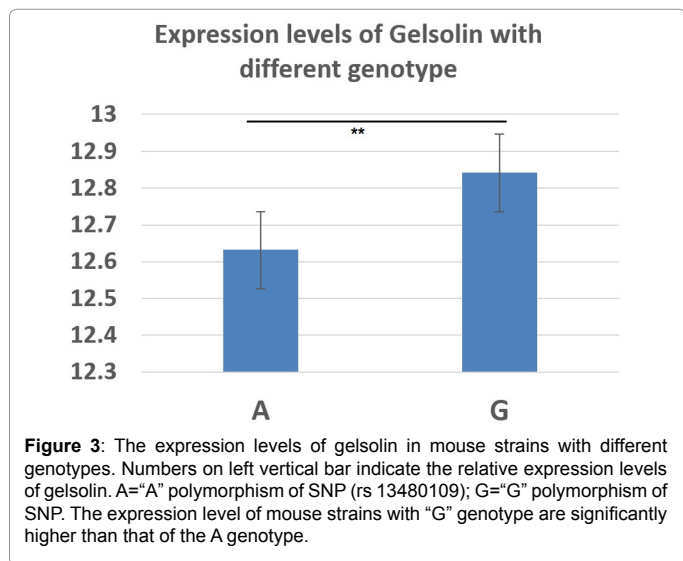 Expression levels of Gelsolin with
different genotype
13
**
12.9
12.8
12.7
12.6
12.5
12.4
12.3
A G
Figure 3: The expression levels of gelsolin in mouse strains with different
genotypes. Numbers on left vertical bar indicate the relative expression levels
of gelsolin. A=“A” polymorphism of SNP (rs 13480109); G=“G” polymorphism of
SNP. The expression level of mouse strains with “G” genotype are significantly
higher than that of the A genotype.